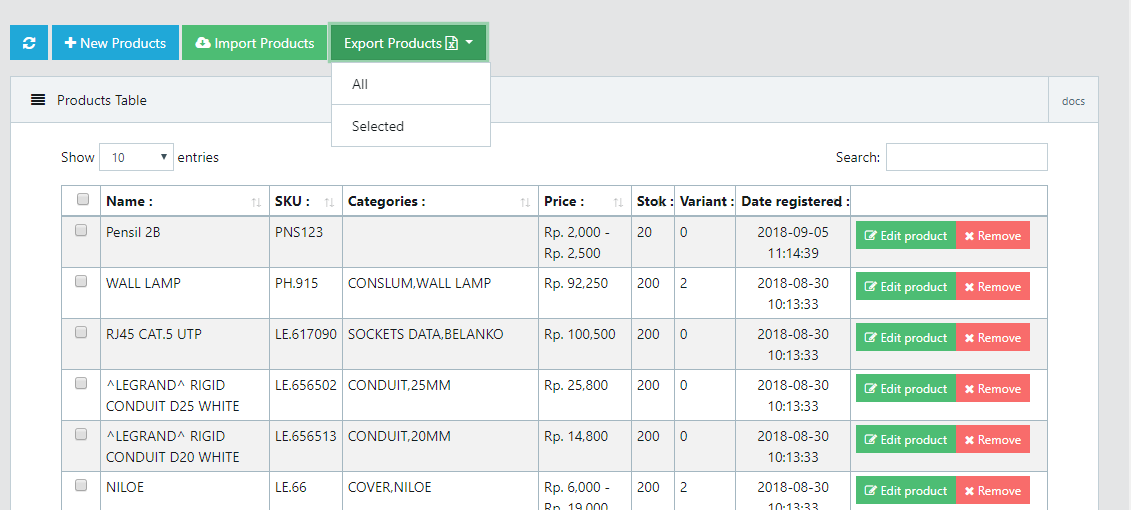 New Products
Import Products
Export Products
All
Selected
Products Table
docs
Show 10 entries
Search:
Name : SKU : Categories : Price : Stok : Variant : Date registered :
Pensil 2B PNS123 Rp. 2,000 - 20 0 2018-09-05 Edit product Remove
Rp. 2,500 11:14:39
WALL LAMP PH.915 CONSLUM,WALL LAMP Rp. 92,250 200 2 2018-08-30 Edit product Remove
10:13:33
RJ45 CAT.5 UTP LE.617090 SOCKETS DATA,BELANKO Rp. 100,500 200 0 2018-08-30 Edit product Remove
10:13:33
^LEGRAND^ RIGID LE.656502 CONDUIT,25MM Rp. 25,800 200 0 2018-08-30 Edit product Remove
CONDUIT D25 WHITE 10:13:33
^LEGRAND^ RIGID LE.656513 CONDUIT,20MM Rp. 14,800 200 0 2018-08-30 Edit product Remove
CONDUIT D20 WHITE 10:13:33
NILOE LE.66 COVER,NILOE Rp. 6,000 - 200 2 2018-08-30 Edit product Remove
Rp. 19,000 10:13:33